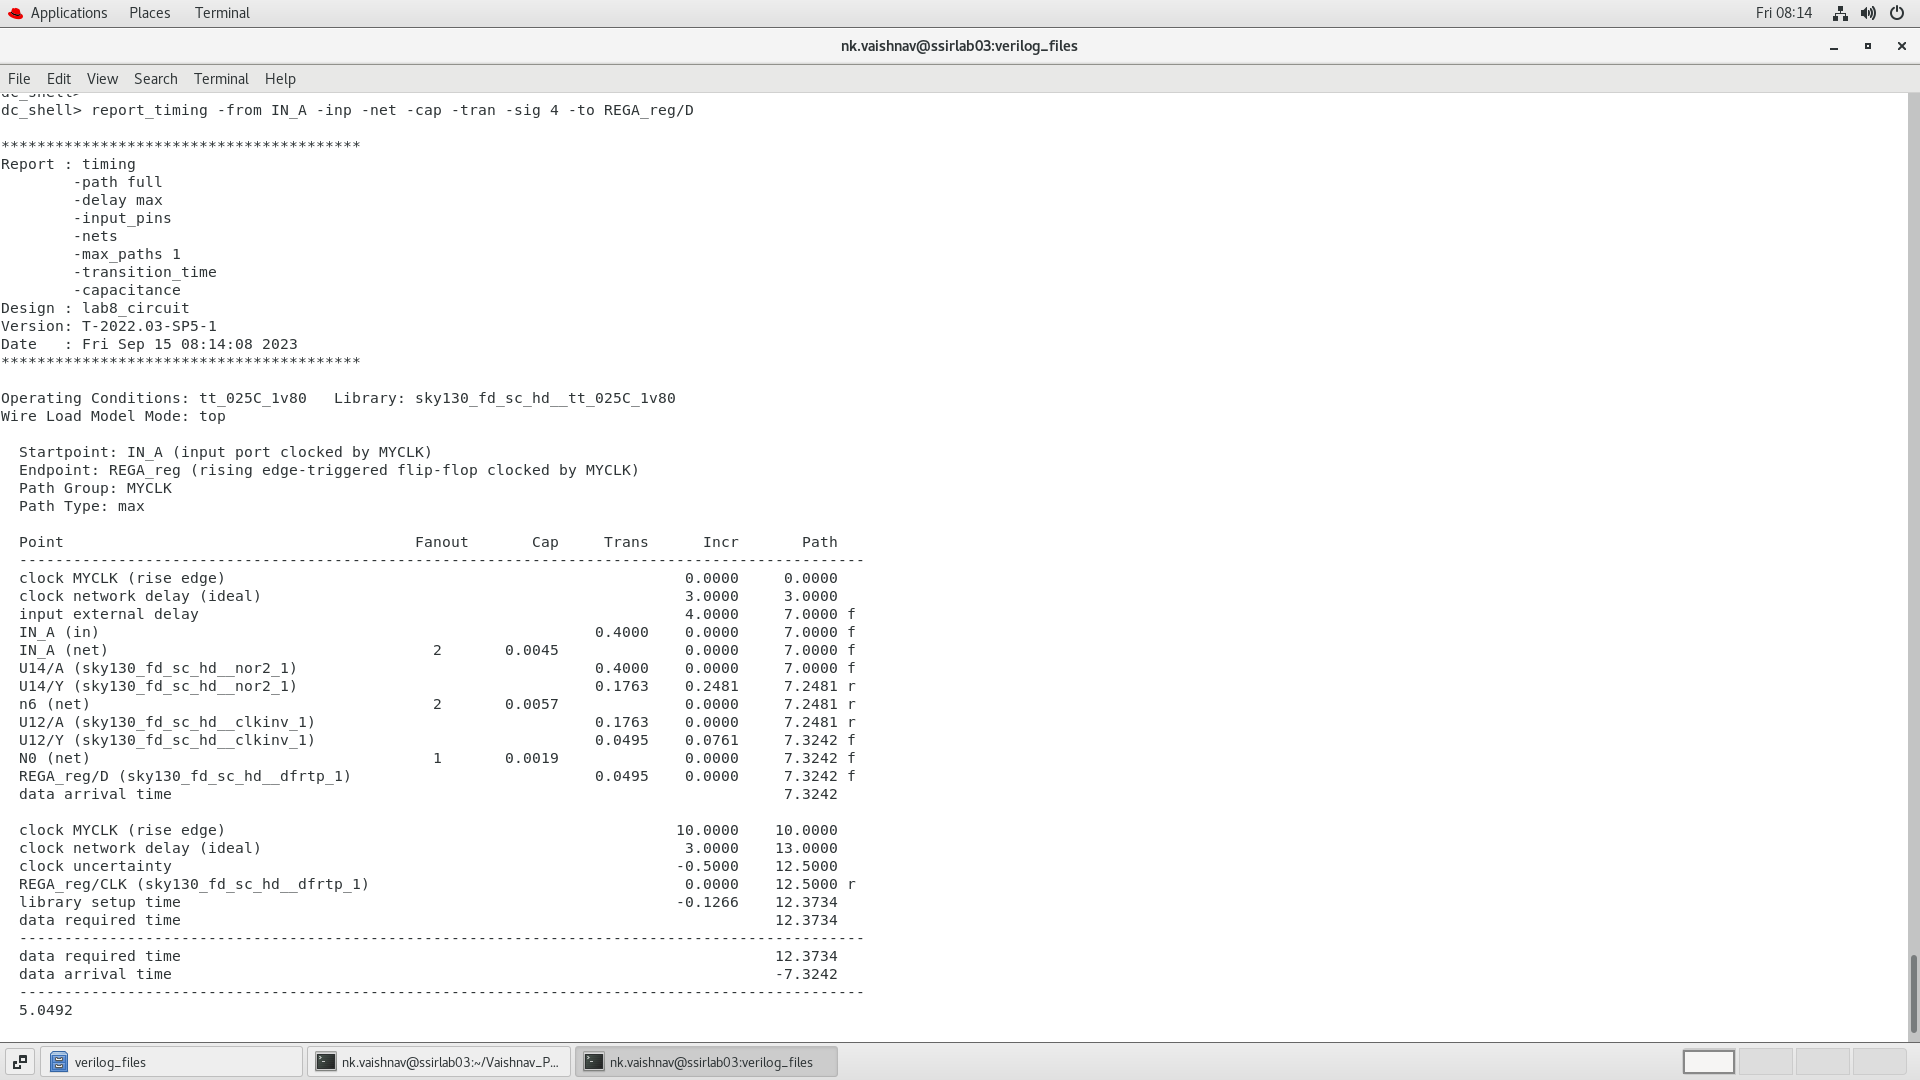 Applications Places Terminal Fri 08:14
nk.vaishnav@ssirlab03:verilog_files
File Edit View Search Terminal Help
dc_shell>
dc_shell> report_timing -from IN_A -inp -net -cap -tran -sig 4 -to REGA_reg/D
****************************************
Report : timing
-path full
-delay max
-input_pins
-nets
-max_paths 1
-transition_time
-capacitance
Design : lab8_circuit
Version: T-2022.03-SP5-1
Date   : Fri Sep 15 08:14:08 2023
****************************************
Operating Conditions: tt_025C_1v80   Library: sky130_fd_sc_hd__tt_025C_1v80
Wire Load Model Mode: top
Startpoint: IN_A (input port clocked by MYCLK)
Endpoint: REGA_reg (rising edge-triggered flip-flop clocked by MYCLK)
Path Group: MYCLK
Path Type: max
Point Fanout Cap Trans Incr Path
----------------------------------------------------------------------------------------------
clock MYCLK (rise edge) 0.0000 0.0000
clock network delay (ideal) 3.0000 3.0000
input external delay 4.0000 7.0000 f
IN_A (in) 0.4000 0.0000 7.0000 f
IN_A (net) 2 0.0045 0.0000 7.0000 f
U14/A (sky130_fd_sc_hd__nor2_1) 0.4000 0.0000 7.0000 f
U14/Y (sky130_fd_sc_hd__nor2_1) 0.1763 0.2481 7.2481 r
n6 (net) 2 0.0057 0.0000 7.2481 r
U12/A (sky130_fd_sc_hd__clkinv_1) 0.1763 0.0000 7.2481 r
U12/Y (sky130_fd_sc_hd__clkinv_1) 0.0495 0.0761 7.3242 f
N0 (net) 1 0.0019 0.0000 7.3242 f
REGA_reg/D (sky130_fd_sc_hd__dfrtp_1) 0.0495 0.0000 7.3242 f
data arrival time 7.3242
clock MYCLK (rise edge) 10.0000 10.0000
clock network delay (ideal) 3.0000 13.0000
clock uncertainty -0.5000 12.5000
REGA_reg/CLK (sky130_fd_sc_hd__dfrtp_1) 0.0000 12.5000 r
library setup time -0.1266 12.3734
data required time 12.3734
----------------------------------------------------------------------------------------------
data required time 12.3734
data arrival time -7.3242
----------------------------------------------------------------------------------------------
5.0492
verilog_files nk.vaishnav@ssirlab03:~/Vaishnav_P... nk.vaishnav@ssirlab03:verilog_files